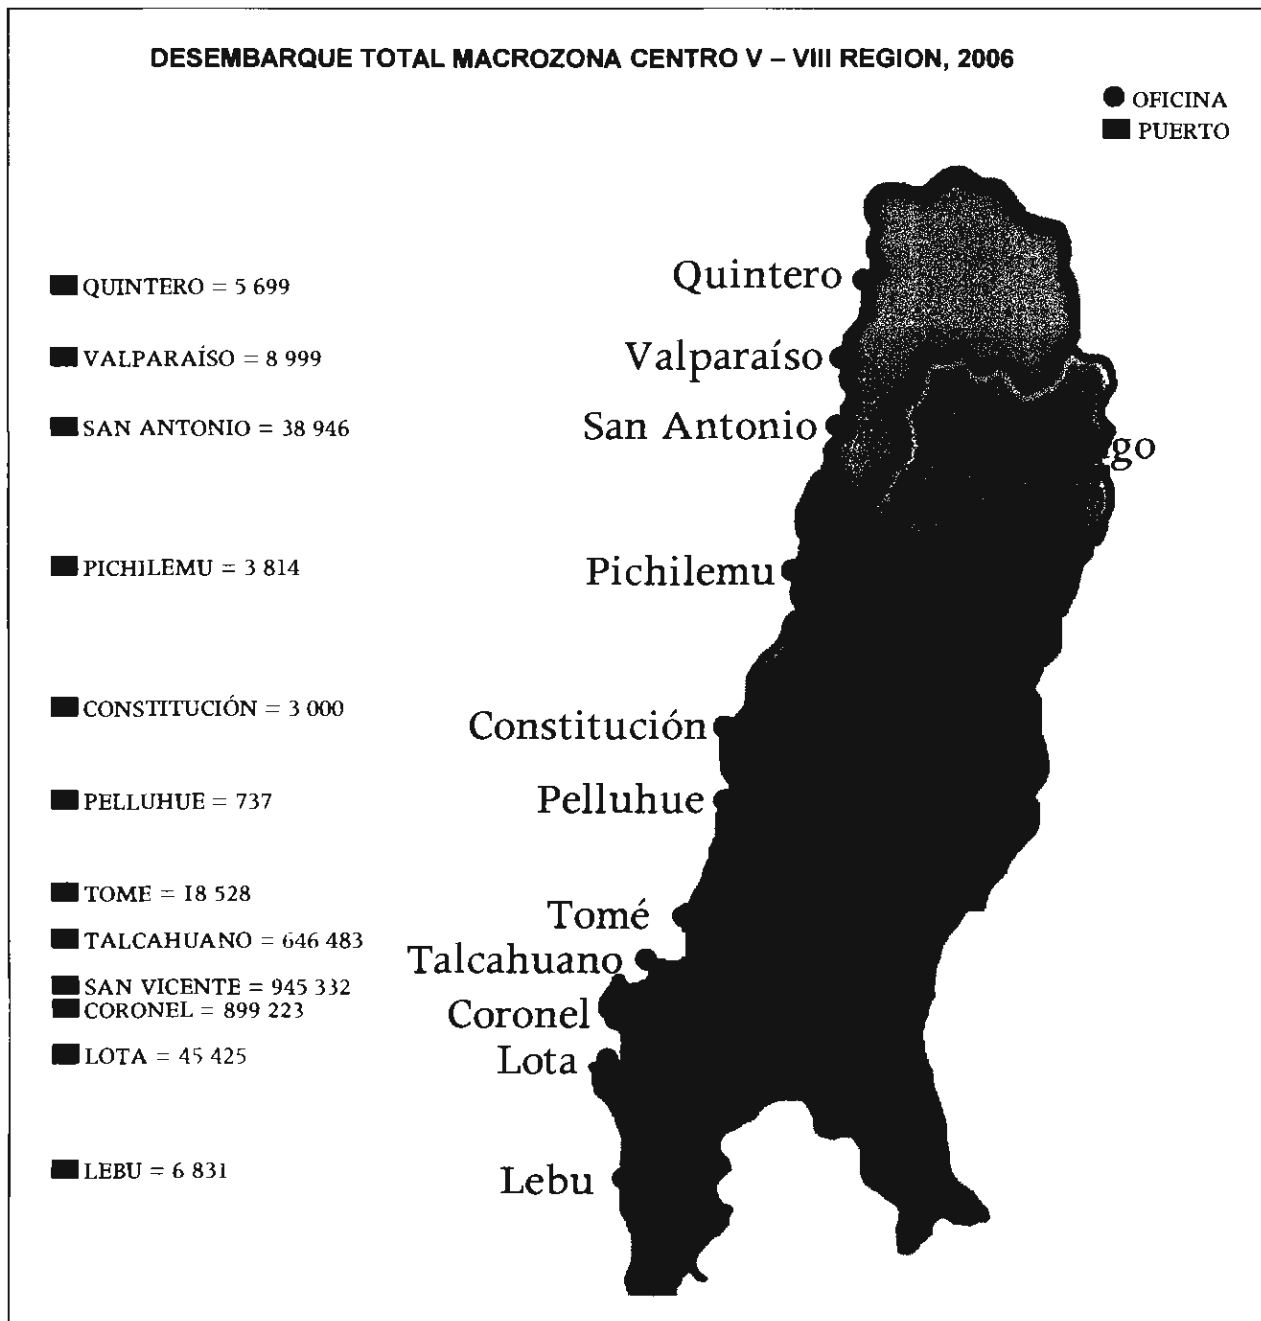 DESEMBARQUE TOTAL MACROZONA CENTRO V – VIII REGION, 2006
OFICINA
PUERTO
QUINTERO = 5 699
VALPARAÍSO = 8 999
SAN ANTONIO = 38 946
PICHILEMU = 3 814
CONSTITUCIÓN = 3 000
PELLUHUE = 737
TOME = 18 528
TALCAHUANO = 646 483
SAN VICENTE = 945 332
CORONEL = 899 223
LOTA = 45 425
LEBU = 6 831
Quintero
Valparaíso
San Antonio
go
Pichilemu
Constitución
Pelluhue
Tomé
Talcahuano
Coronel
Lota
Lebu